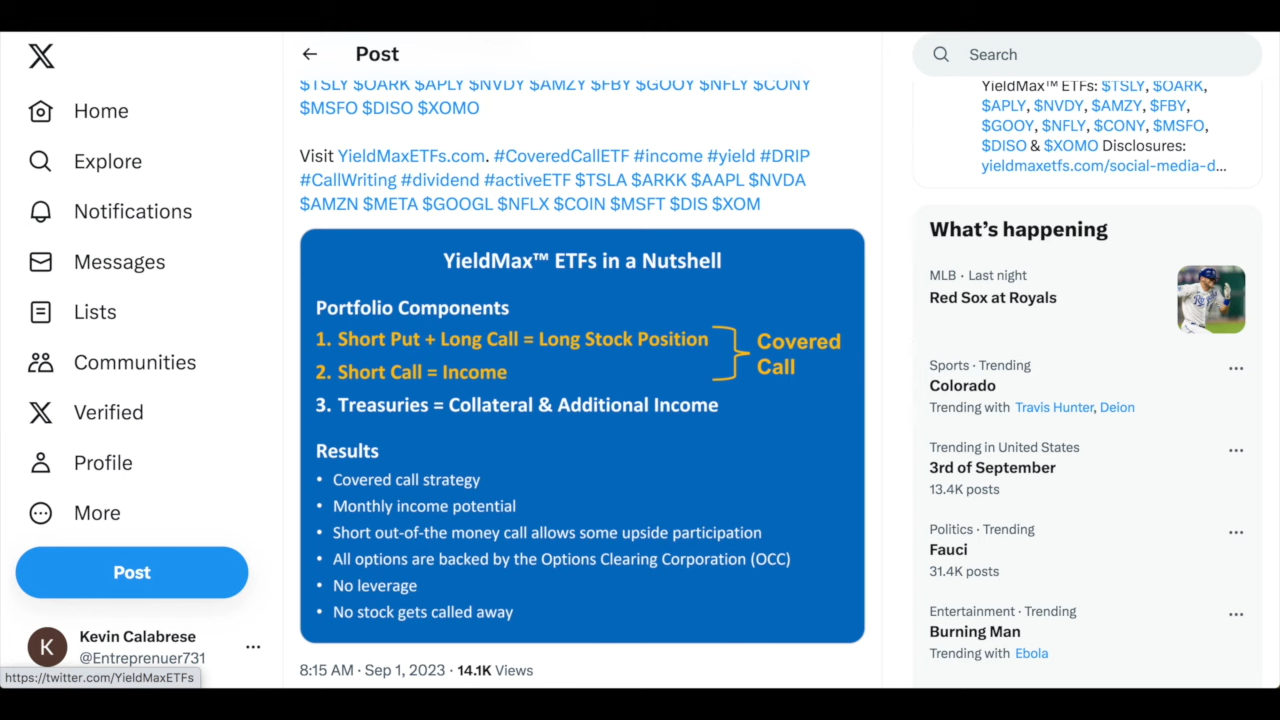 Home
Explore
Notifications
Messages
Lists
Communities
Verified
Profile
More
Post
K
Kevin Calabrese
@Entreprenuer731
https://twitter.com/YieldMaxETFs
Post
$TSLY $OARK $APLY $NVDY $AMZY $FBY $GOOY $NFLY $CONY
$MSFO $DISO $XOMO
Visit YieldMaxETFs.com. #CoveredCallETF #income #yield #DRIP
#CallWriting #dividend #activeETF $TSLA $ARKK $AAPL $NVDA
$AMZN $META $GOOGL $NFLX $COIN $MSFT $DIS $XOM
YieldMax™ ETFs in a Nutshell
Portfolio Components
1. Short Put + Long Call = Long Stock Position
2. Short Call = Income
Covered
Call
3. Treasuries = Collateral & Additional Income
Results
• Covered call strategy
• Monthly income potential
• Short out-of-the money call allows some upside participation
• All options are backed by the Options Clearing Corporation (OCC)
• No leverage
• No stock gets called away
8:15 AM · Sep 1, 2023 · 14.1K Views
Search
YieldMax™ ETFs: $TSLY, $OARK,
$APLY, $NVDY, $AMZY, $FBY,
$GOOY, $NFLY, $CONY, $MSFO,
$DISO & $XOMO Disclosures:
yieldmaxetfs.com/social-media-d...
What's happening
MLB · Last night
Red Sox at Royals
Sports · Trending
Colorado
Trending with Travis Hunter, Deion
Trending in United States
3rd of September
13.4K posts
Politics · Trending
Fauci
31.4K posts
Entertainment · Trending
Burning Man
Trending with Ebola